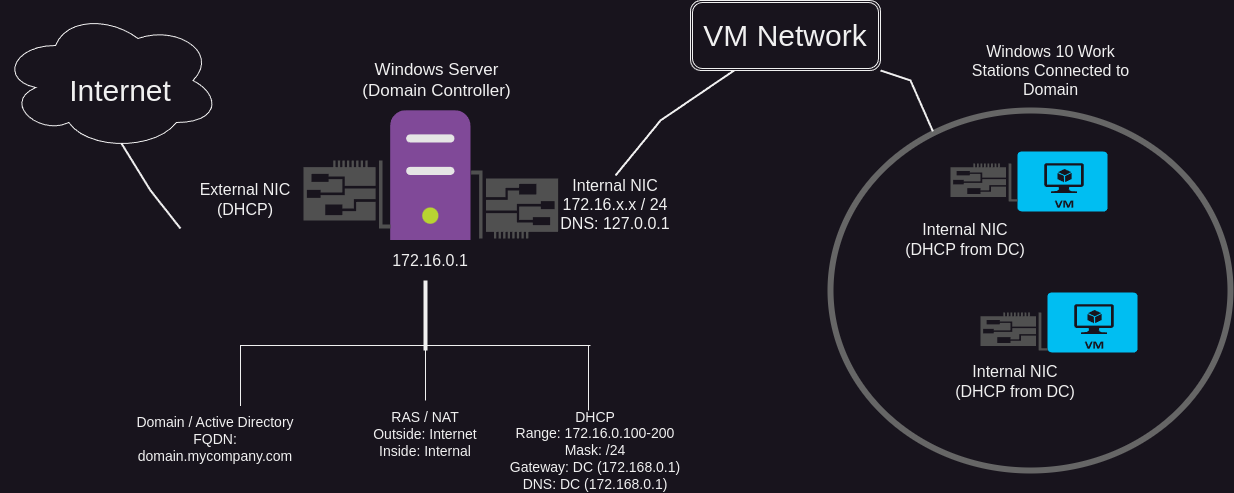 VM Network
Internet
Windows Server
(Domain Controller)
Windows 10 Work
Stations Connected to
Domain
External NIC
(DHCP)
Internal NIC
172.16.x.x / 24
DNS: 127.0.0.1
172.16.0.1
VM
Internal NIC
(DHCP from DC)
VM
Internal NIC
(DHCP from DC)
Domain / Active Directory
FQDN:
domain.mycompany.com
RAS / NAT
Outside: Internet
Inside: Internal
DHCP
Range: 172.16.0.100-200
Mask: /24
Gateway: DC (172.168.0.1)
DNS: DC (172.168.0.1)